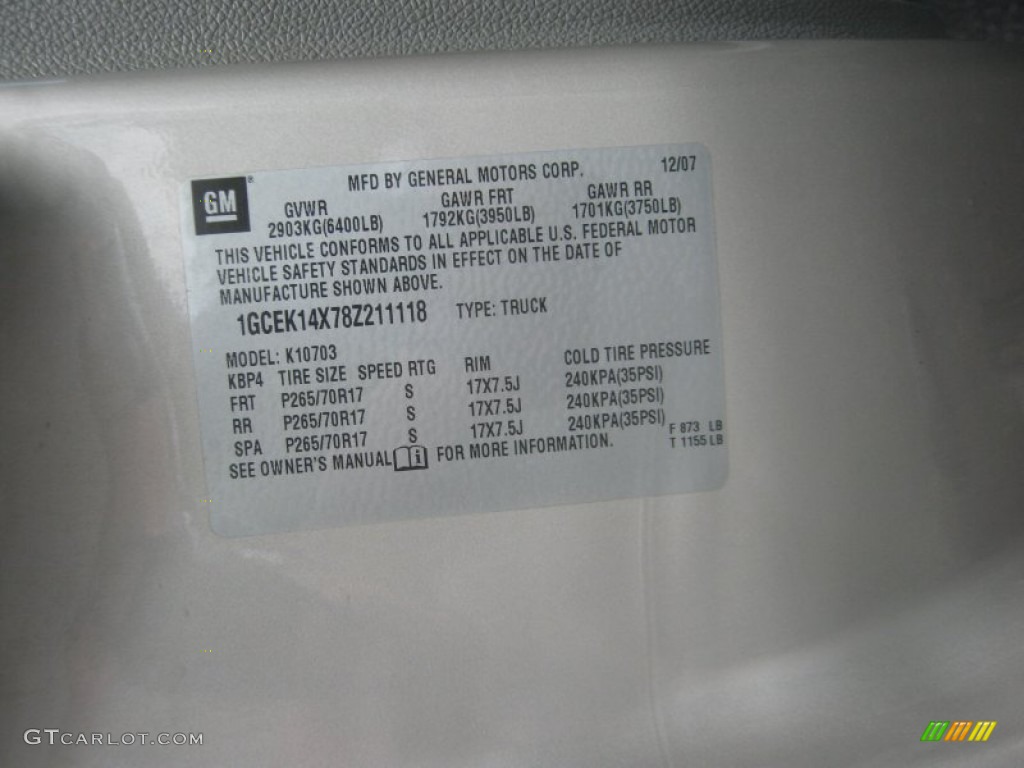 GM®
MFD BY GENERAL MOTORS CORP. 12/07
GVWR GAWR FRT GAWR RR
2903KG(6400LB) 1792KG(3950LB) 1701KG(3750LB)
THIS VEHICLE CONFORMS TO ALL APPLICABLE U.S. FEDERAL MOTOR
VEHICLE SAFETY STANDARDS IN EFFECT ON THE DATE OF
MANUFACTURE SHOWN ABOVE.
1GCEK14X78Z211118 TYPE: TRUCK
MODEL: K10703
KBP4 TIRE SIZE SPEED RTG RIM COLD TIRE PRESSURE
FRT P265/70R17 S 17X7.5J 240KPA(35PSI)
RR P265/70R17 S 17X7.5J 240KPA(35PSI)
SPA P265/70R17 S 17X7.5J 240KPA(35PSI)
F 873 LB
T 1155 LB
SEE OWNER'S MANUAL i FOR MORE INFORMATION.
GTCARLOT.COM